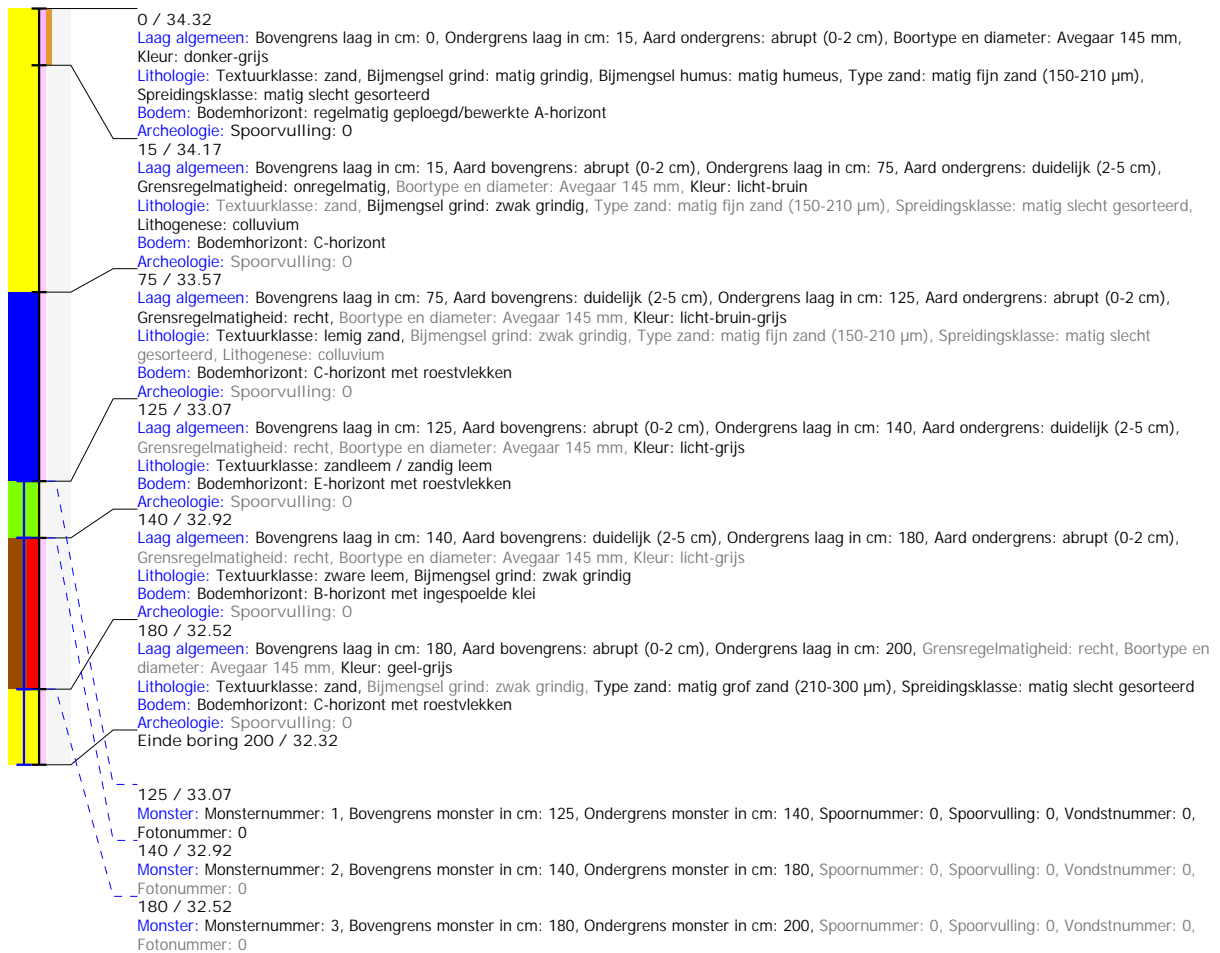 0 / 34.32
Laag algemeen: Bovengrens laag in cm: 0, Ondergrens laag in cm: 15, Aard ondergrens: abrupt (0-2 cm), Boortype en diameter: Avegaar 145 mm,
Kleur: donker-grijs
Lithologie: Textuurklasse: zand, Bijmengsel grind: matig grindig, Bijmengsel humus: matig humeus, Type zand: matig fijn zand (150-210 µm),
Spreidingsklasse: matig slecht gesorteerd
Bodem: Bodemhorizont: regelmatig geploegd/bewerkte A-horizont
Archeologie: Spoorvulling: 0
15 / 34.17
Laag algemeen: Bovengrens laag in cm: 15, Aard bovengrens: abrupt (0-2 cm), Ondergrens laag in cm: 75, Aard ondergrens: duidelijk (2-5 cm),
Grensregelmatigheid: onregelmatig, Boortype en diameter: Avegaar 145 mm, Kleur: licht-bruin
Lithologie: Textuurklasse: zand, Bijmengsel grind: zwak grindig, Type zand: matig fijn zand (150-210 µm), Spreidingsklasse: matig slecht gesorteerd,
Lithogenese: colluvium
Bodem: Bodemhorizont: C-horizont
Archeologie: Spoorvulling: 0
75 / 33.57
Laag algemeen: Bovengrens laag in cm: 75, Aard bovengrens: duidelijk (2-5 cm), Ondergrens laag in cm: 125, Aard ondergrens: abrupt (0-2 cm),
Grensregelmatigheid: recht, Boortype en diameter: Avegaar 145 mm, Kleur: licht-bruin-grijs
Lithologie: Textuurklasse: lemig zand, Bijmengsel grind: zwak grindig, Type zand: matig fijn zand (150-210 µm), Spreidingsklasse: matig slecht
gesorteerd, Lithogenese: colluvium
Bodem: Bodemhorizont: C-horizont met roestvlekken
Archeologie: Spoorvulling: 0
125 / 33.07
Laag algemeen: Bovengrens laag in cm: 125, Aard bovengrens: abrupt (0-2 cm), Ondergrens laag in cm: 140, Aard ondergrens: duidelijk (2-5 cm),
Grensregelmatigheid: recht, Boortype en diameter: Avegaar 145 mm, Kleur: licht-grijs
Lithologie: Textuurklasse: zandleem / zandig leem
Bodem: Bodemhorizont: E-horizont met roestvlekken
Archeologie: Spoorvulling: 0
140 / 32.92
Laag algemeen: Bovengrens laag in cm: 140, Aard bovengrens: duidelijk (2-5 cm), Ondergrens laag in cm: 180, Aard ondergrens: abrupt (0-2 cm),
Grensregelmatigheid: recht, Boortype en diameter: Avegaar 145 mm, Kleur: licht-grijs
Lithologie: Textuurklasse: zware leem, Bijmengsel grind: zwak grindig
Bodem: Bodemhorizont: B-horizont met ingespoelde klei
Archeologie: Spoorvulling: 0
180 / 32.52
Laag algemeen: Bovengrens laag in cm: 180, Aard bovengrens: abrupt (0-2 cm), Ondergrens laag in cm: 200, Grensregelmatigheid: recht, Boortype en
diameter: Avegaar 145 mm, Kleur: geel-grijs
Lithologie: Textuurklasse: zand, Bijmengsel grind: zwak grindig, Type zand: matig grof zand (210-300 µm), Spreidingsklasse: matig slecht gesorteerd
Bodem: Bodemhorizont: C-horizont met roestvlekken
Archeologie: Spoorvulling: 0
Einde boring 200 / 32.32
125 / 33.07
Monster: Monsternummer: 1, Bovengrens monster in cm: 125, Ondergrens monster in cm: 140, Spoornummer: 0, Spoorvulling: 0, Vondstnummer: 0,
Fotonummer: 0
140 / 32.92
Monster: Monsternummer: 2, Bovengrens monster in cm: 140, Ondergrens monster in cm: 180, Spoornummer: 0, Spoorvulling: 0, Vondstnummer: 0,
Fotonummer: 0
180 / 32.52
Monster: Monsternummer: 3, Bovengrens monster in cm: 180, Ondergrens monster in cm: 200, Spoornummer: 0, Spoorvulling: 0, Vondstnummer: 0,
Fotonummer: 0